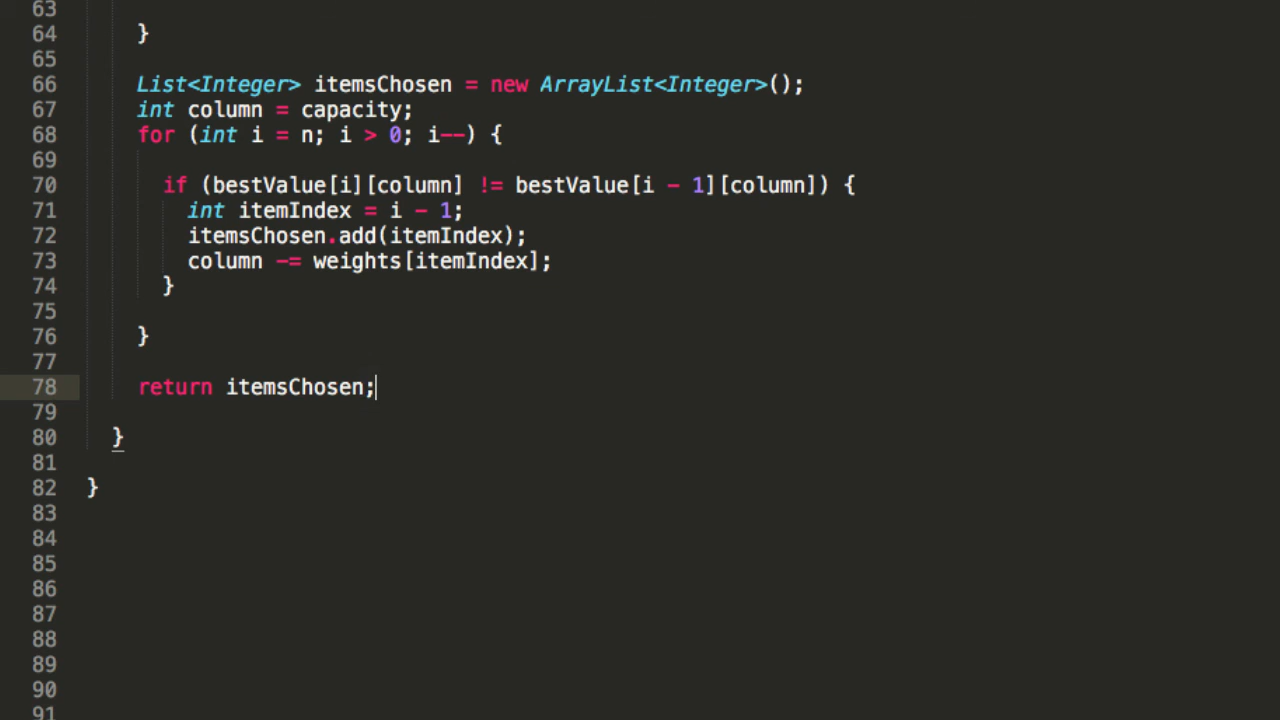 63
64 }
65
66 List<Integer> itemsChosen = new ArrayList<Integer>();
67 int column = capacity;
68 for (int i = n; i > 0; i--) {
69
70 if (bestValue[i][column] != bestValue[i - 1][column]) {
71 int itemIndex = i - 1;
72 itemsChosen.add(itemIndex);
73 column -= weights[itemIndex];
74 }
75
76 }
77
78 return itemsChosen;
79
80 }
81
82 }
83
84
85
86
87
88
89
90
91